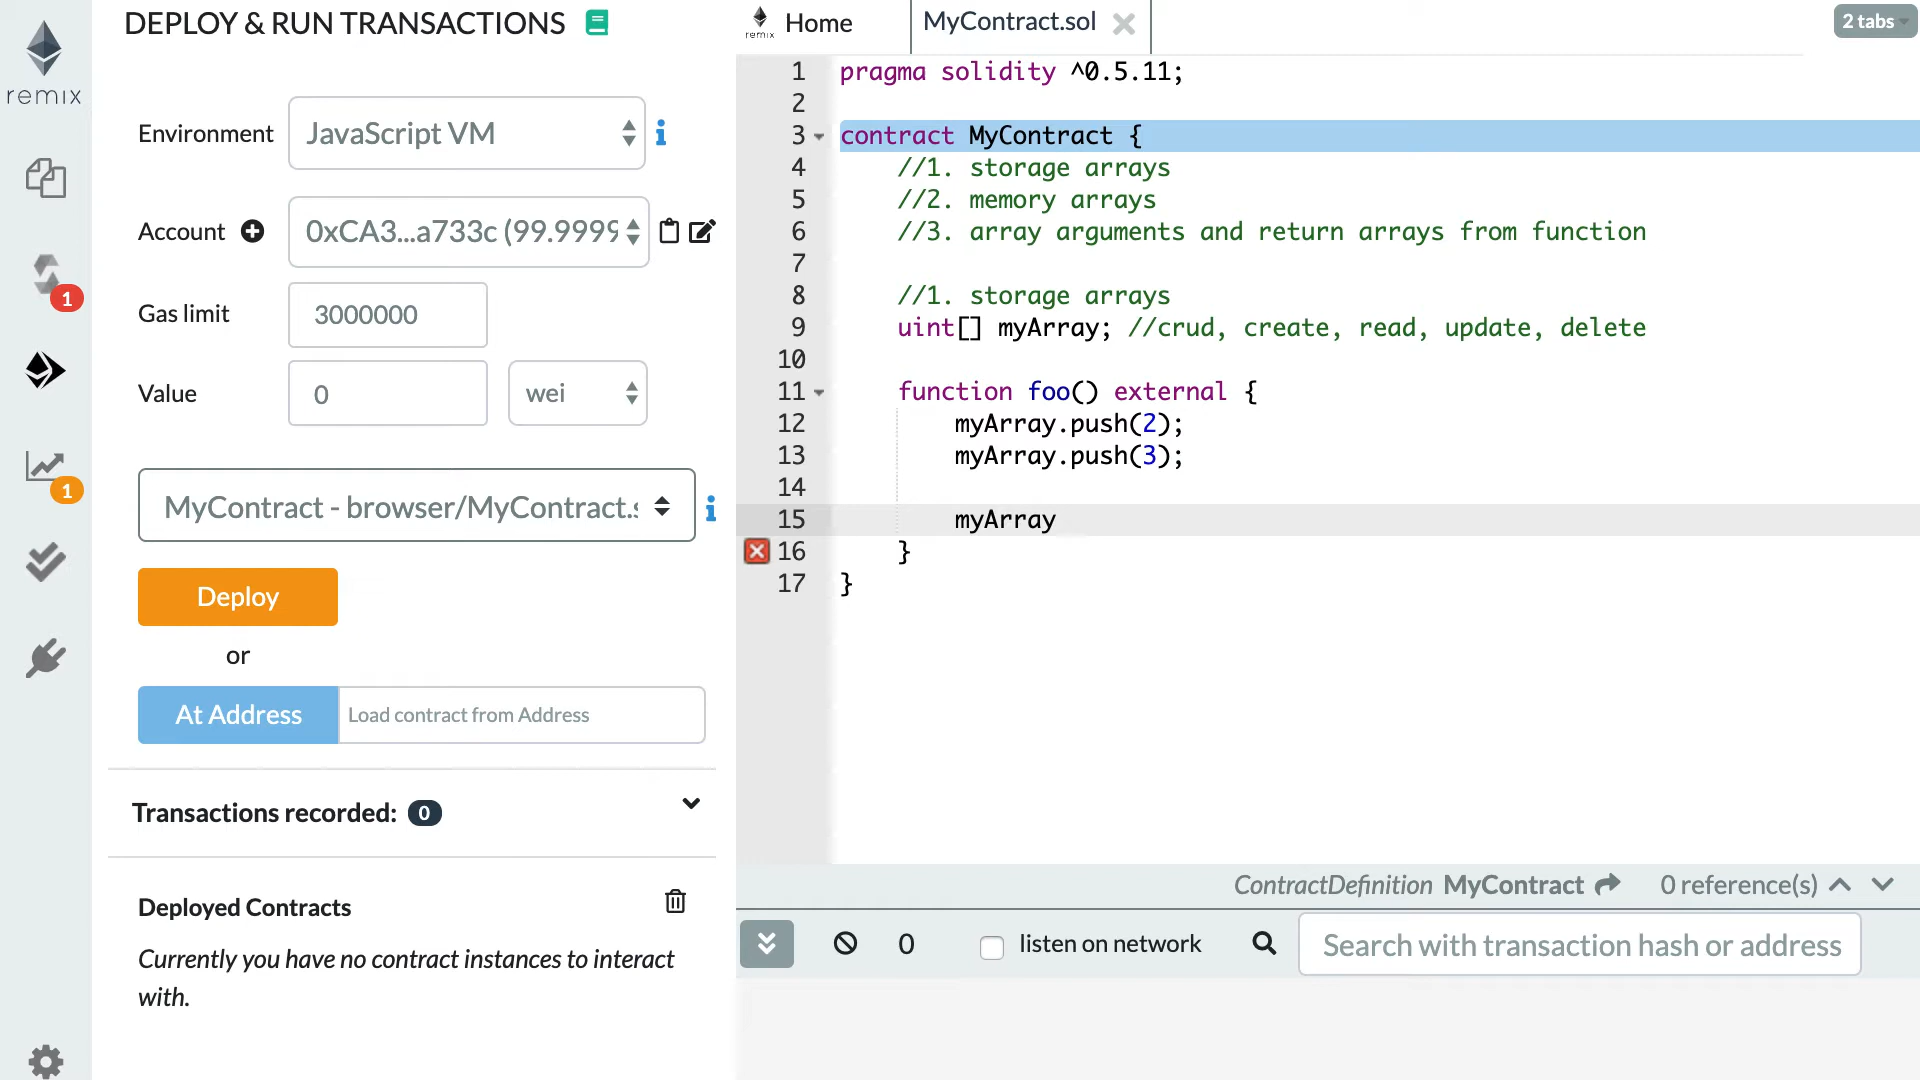 DEPLOY & RUN TRANSACTIONS
remix
Environment
JavaScript VM
Account
0xCA3...a733c (99.9999
1
Gas limit
3000000
Value
0
wei
1
MyContract - browser/MyContract.s
Deploy
or
At Address
Load contract from Address
Transactions recorded: 0
Deployed Contracts
Currently you have no contract instances to interact
with.
remix
Home
MyContract.sol
2 tabs
1 pragma solidity ^0.5.11;
2
3 contract MyContract {
4 //1. storage arrays
5 //2. memory arrays
6 //3. array arguments and return arrays from function
7
8 //1. storage arrays
9 uint[] myArray; //crud, create, read, update, delete
10
11 function foo() external {
12 myArray.push(2);
13 myArray.push(3);
14
15 myArray
16 }
17 }
ContractDefinition MyContract 0 reference(s)
0
listen on network
Search with transaction hash or address